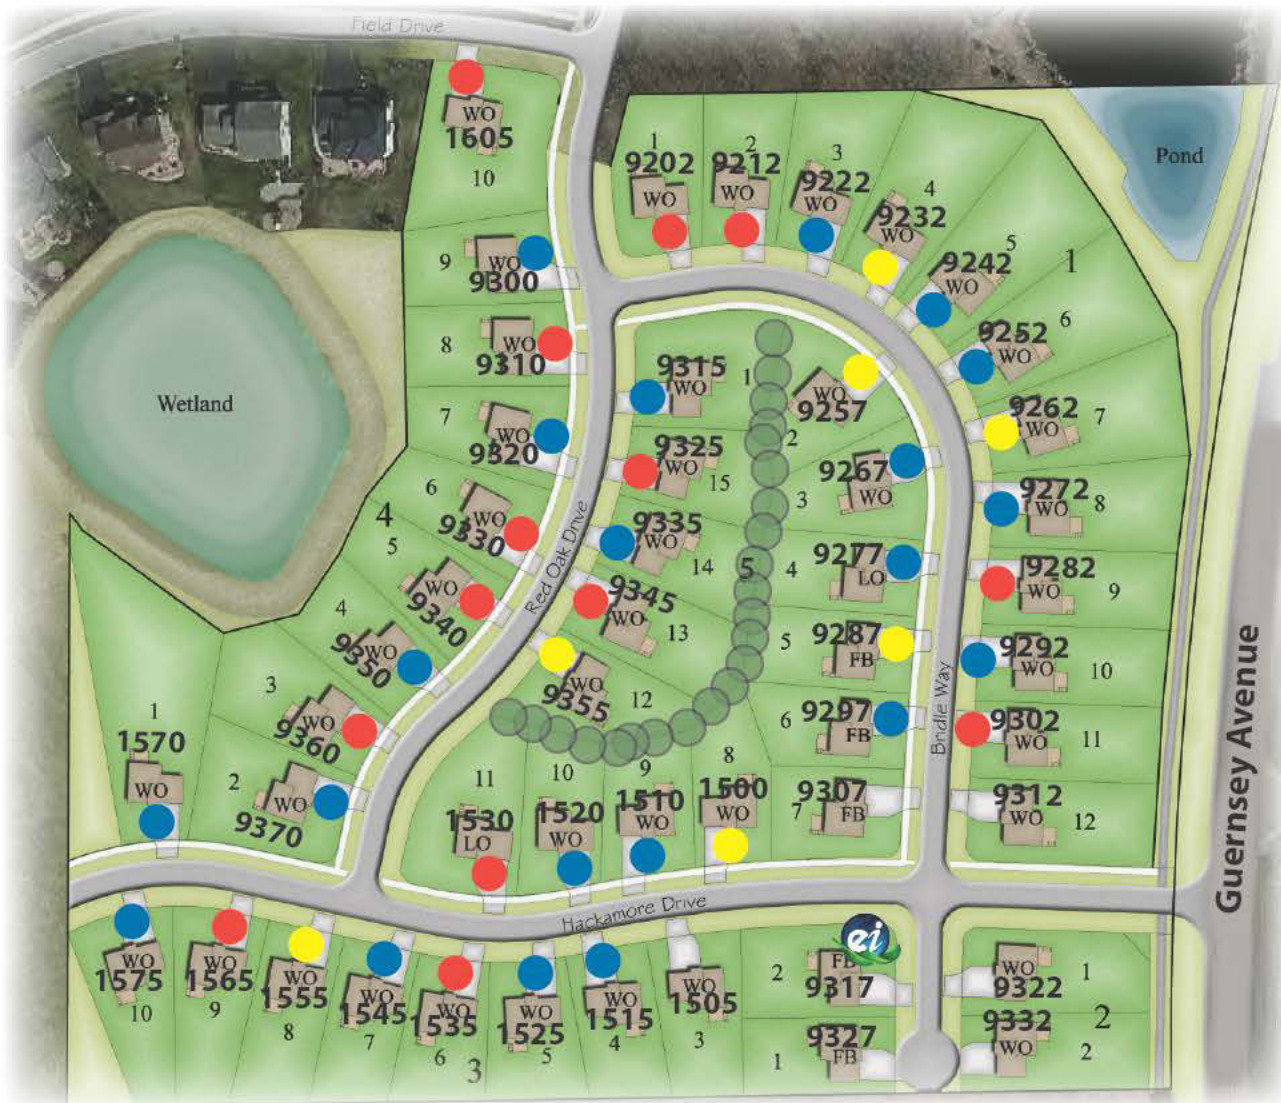 Field Drive
WO
1605
10
1
9202
WO
2
9212
WO
3
9222
WO
4
9232
WO
5
9242
WO
1
6
9252
WO
Pond
9
WO
9300
8
WO
9310
7
WO
9320
6
WO
9330
4
5
WO
9340
4
WO
9350
3
WO
9360
2
WO
9370
1
1570
WO
Wetland
Red Oak Drive
9315
WO
1
9325
WO
15
9335
WO
14
9345
WO
13
WO
9355
12
5
WO
9257
2
9267
WO
3
9277
LO
4
9287
FB
5
9297
FB
6
9307
FB
7
9262
WO
7
9272
WO
8
9282
WO
9
9292
WO
10
9302
WO
11
9312
WO
12
Bridle Way
Guernsey Avenue
11
1530
LO
10
1520
WO
9
1510
WO
8
1500
WO
Hackamore Drive
WO
1575
10
WO
1565
9
WO
1555
8
WO
1545
7
WO
1535
6
WO
1525
5
WO
1515
4
WO
1505
3
3
ei
2
FB
9317
9327
FB
1
WO
9322
1
9332
WO
2
2